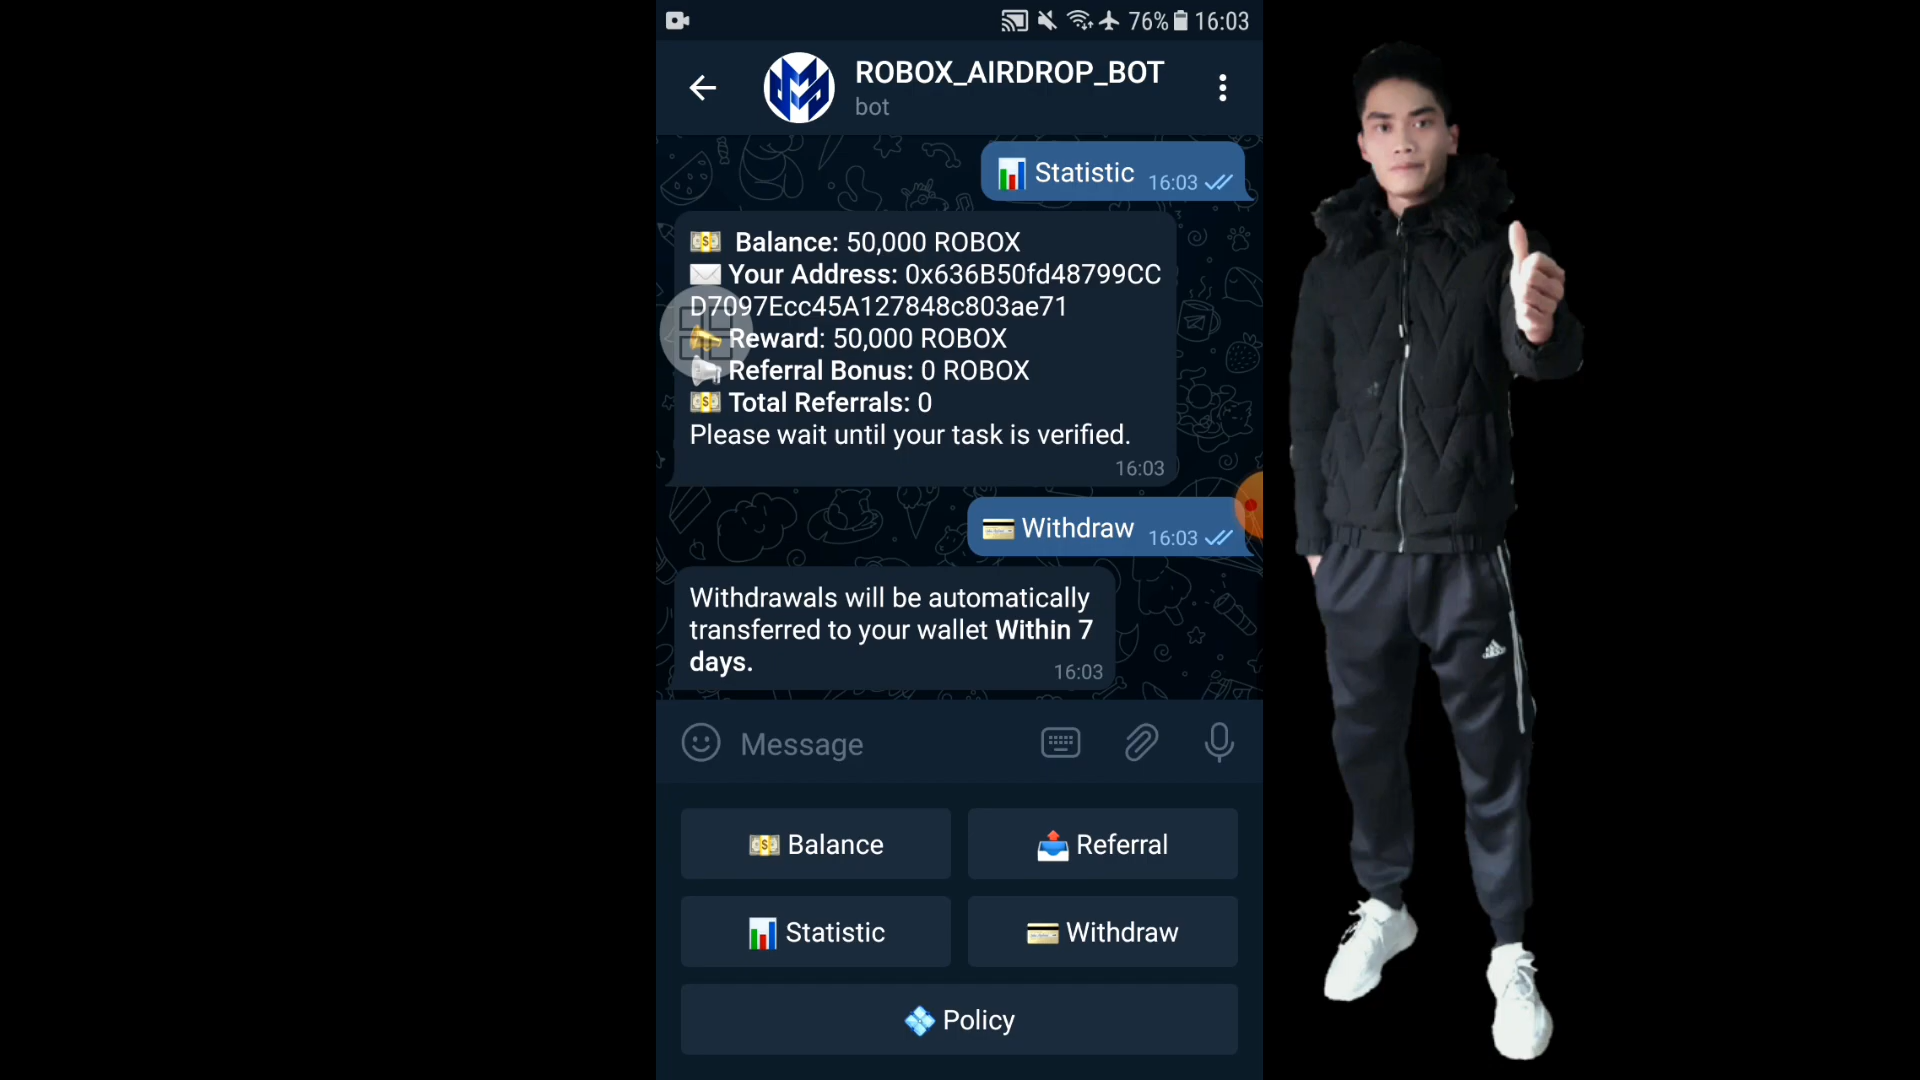 76% 16:03
ROBOX_AIRDROP_BOT
bot
Statistic 16:03
Balance: 50,000 ROBOX
Your Address: 0x636B50fd48799CC
D7097Ecc45A127848c803ae71
Reward: 50,000 ROBOX
Referral Bonus: 0 ROBOX
Total Referrals: 0
Please wait until your task is verified.
16:03
Withdraw 16:03
Withdrawals will be automatically
transferred to your wallet Within 7
days.
16:03
Message
Balance
Referral
Statistic
Withdraw
Policy